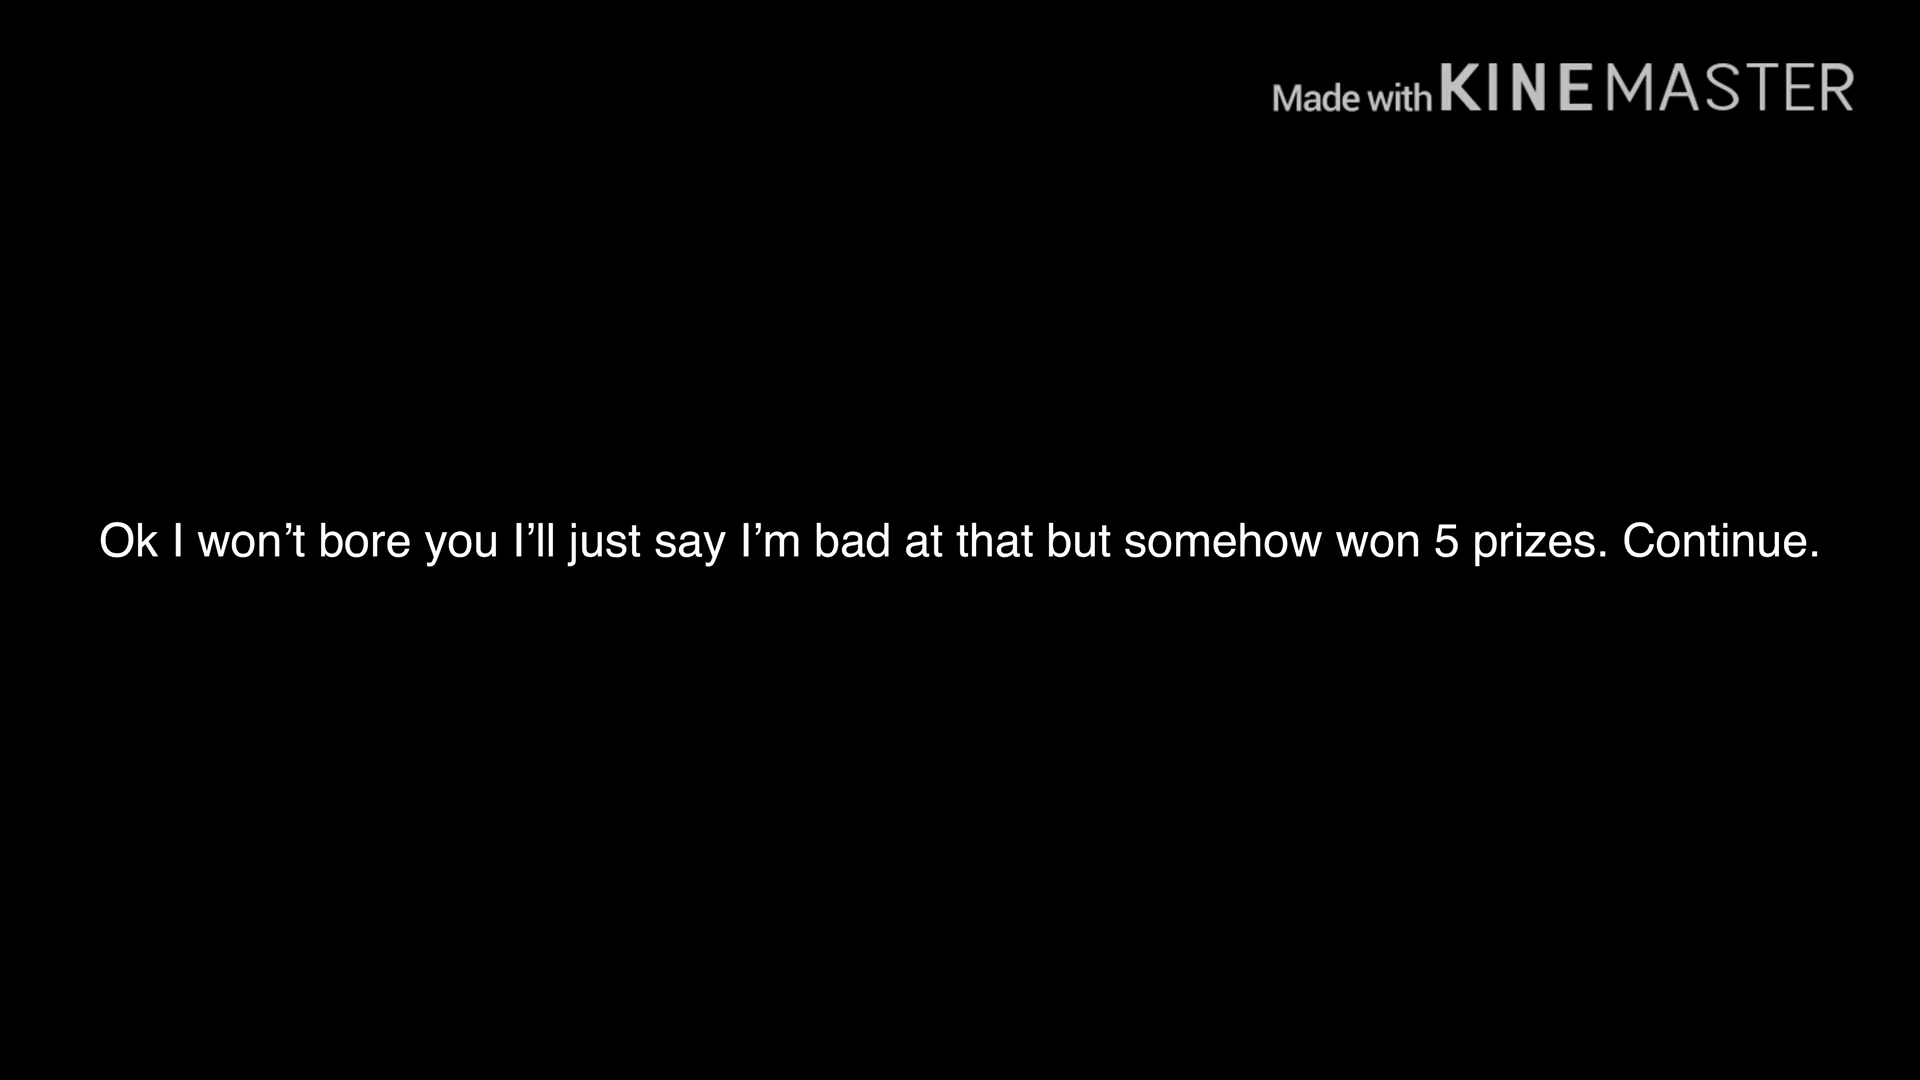 Made with KINEMASTER
Ok I won’t bore you I’ll just say I’m bad at that but somehow won 5 prizes. Continue.